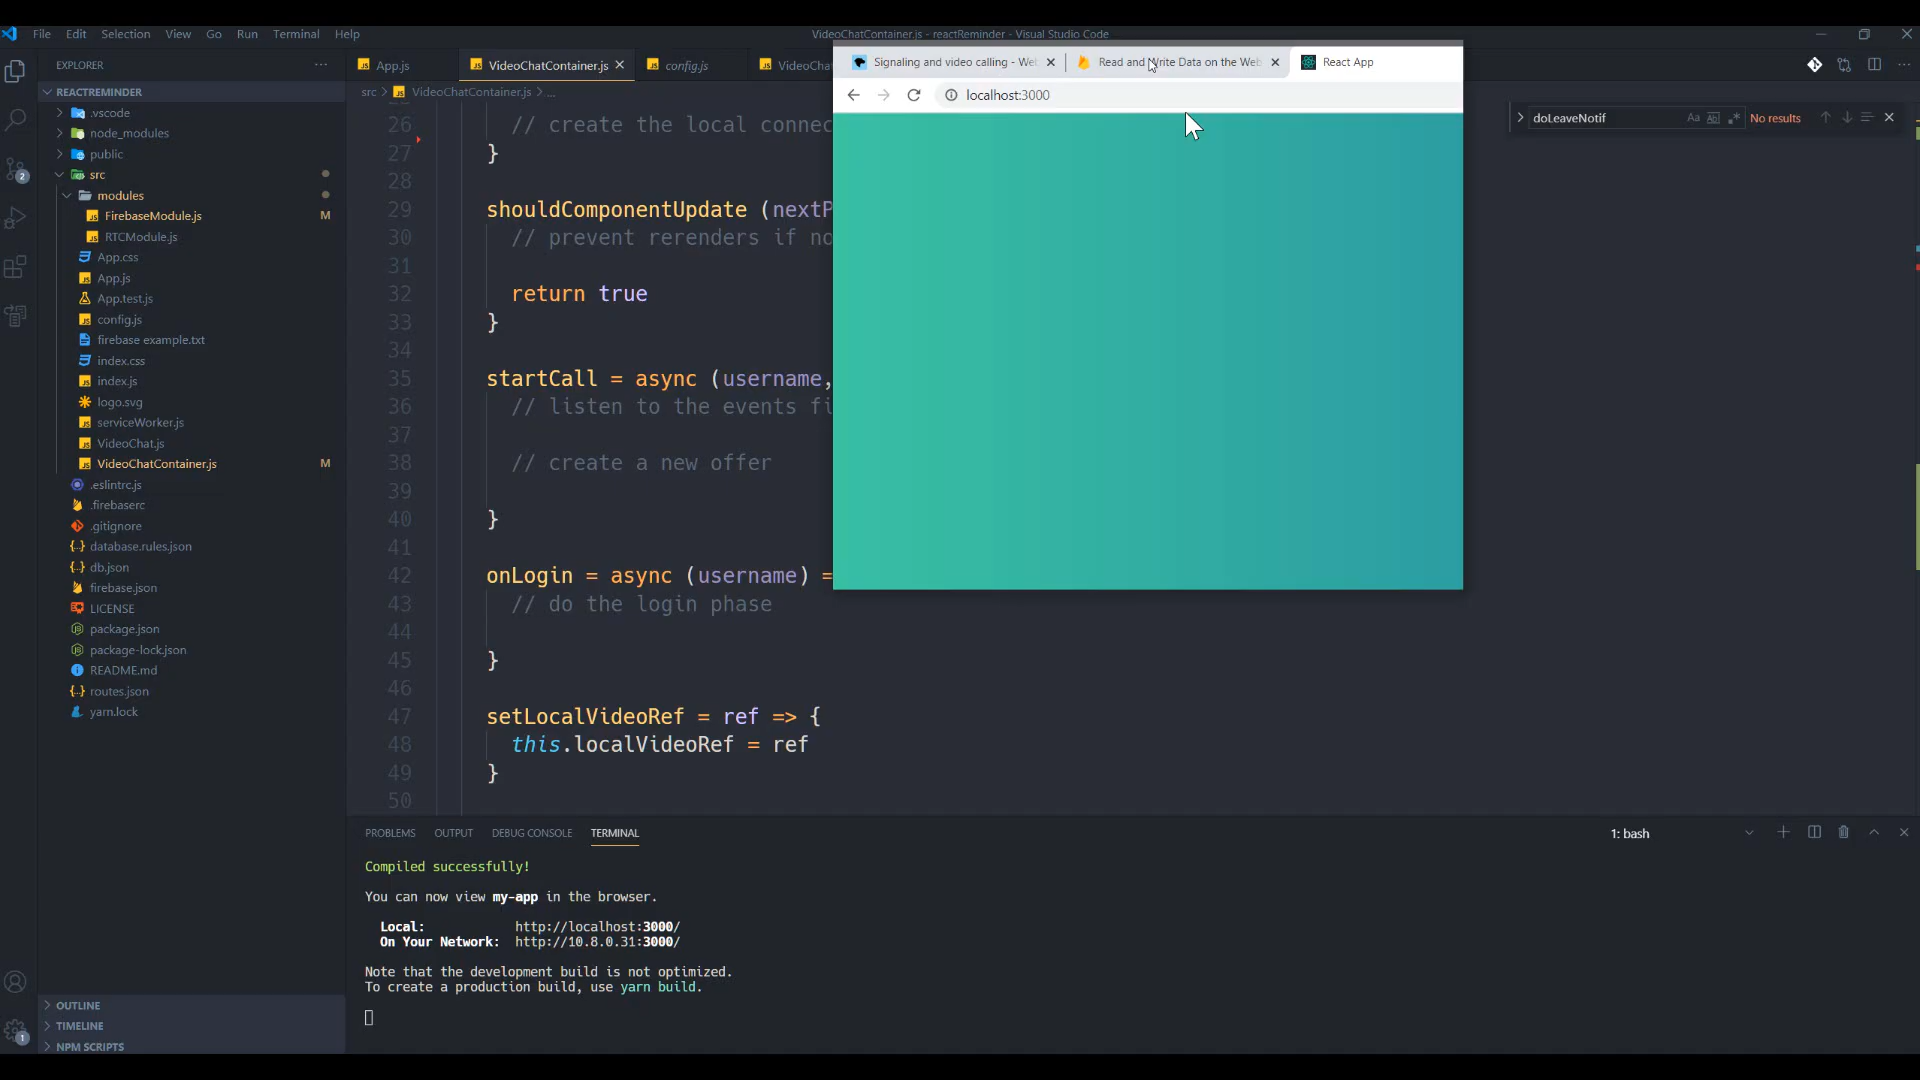 File Edit Selection View Go Run Terminal Help
VideoChatContainer.js - reactReminder - Visual Studio Code
EXPLORER
REACTREMINDER
.vscode
node_modules
public
src
modules
FirebaseModule.js M
RTCModule.js
App.css
App.js
App.test.js
config.js
firebase example.txt
index.css
index.js
logo.svg
serviceWorker.js
VideoChat.js
VideoChatContainer.js M
.eslintrc.js
.firebaserc
.gitignore
database.rules.json
db.json
firebase.json
LICENSE
package.json
package-lock.json
README.md
routes.json
yarn.lock
OUTLINE
TIMELINE
NPM SCRIPTS
2
1
App.js VideoChatContainer.js config.js VideoCha
src > VideoChatContainer.js > ...
26 // create the local connec
27 }
28
29 shouldComponentUpdate (nextP
30 // prevent rerenders if no
31
32 return true
33 }
34
35 startCall = async (username,
36 // listen to the events fi
37
38 // create a new offer
39
40 }
41
42 onLogin = async (username) =
43 // do the login phase
44
45 }
46
47 setLocalVideoRef = ref => {
48 this.localVideoRef = ref
49 }
50
Signaling and video calling - We Read and Write Data on the Web React App
localhost:3000
doLeaveNotif Aa Abl .* No results
PROBLEMS OUTPUT DEBUG CONSOLE TERMINAL
1: bash
Compiled successfully!
You can now view my-app in the browser.
Local: http://localhost:3000/
On Your Network: http://10.8.0.31:3000/
Note that the development build is not optimized.
To create a production build, use yarn build.